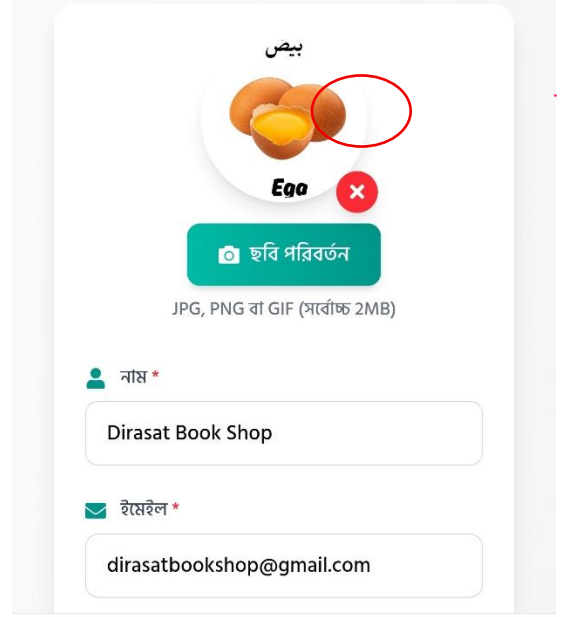 بيض
Egg
ছবি পরিবর্তন
JPG, PNG বা GIF (সর্বোচ্চ 2MB)
নাম *
Dirasat Book Shop
ইমেইল *
dirasatbookshop@gmail.com